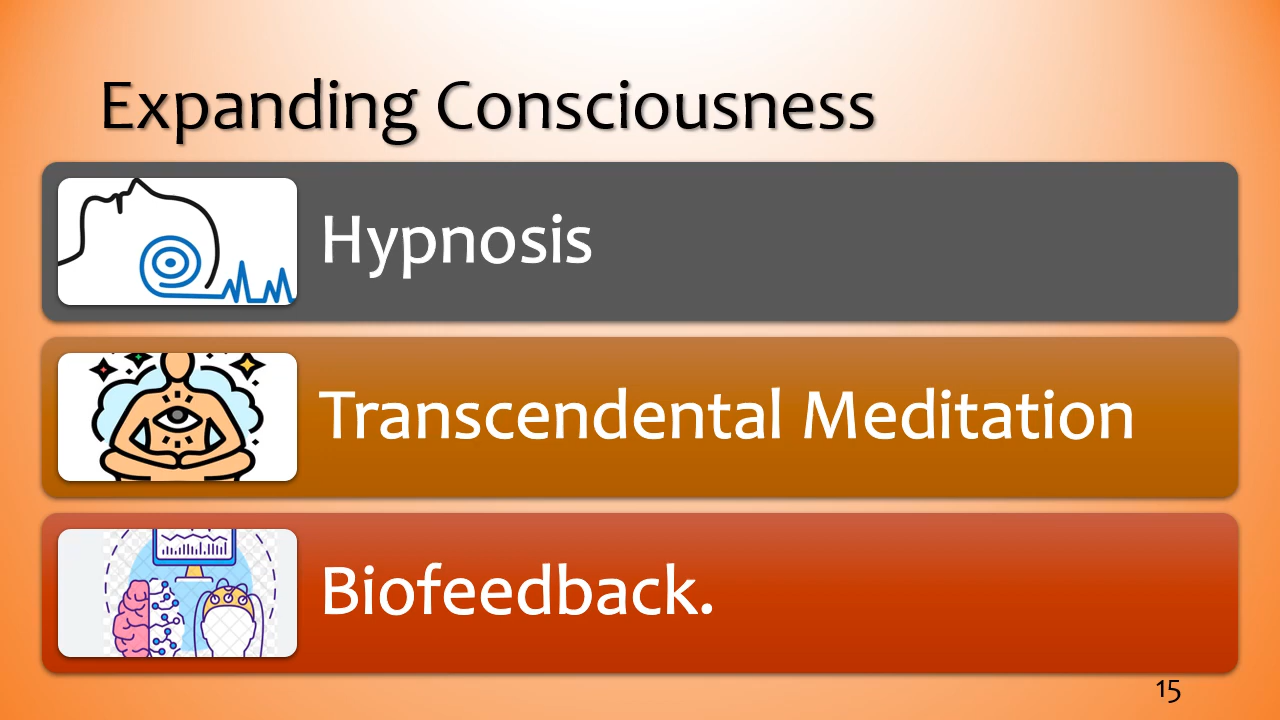 Expanding Consciousness
Hypnosis
Transcendental Meditation
Biofeedback.
15